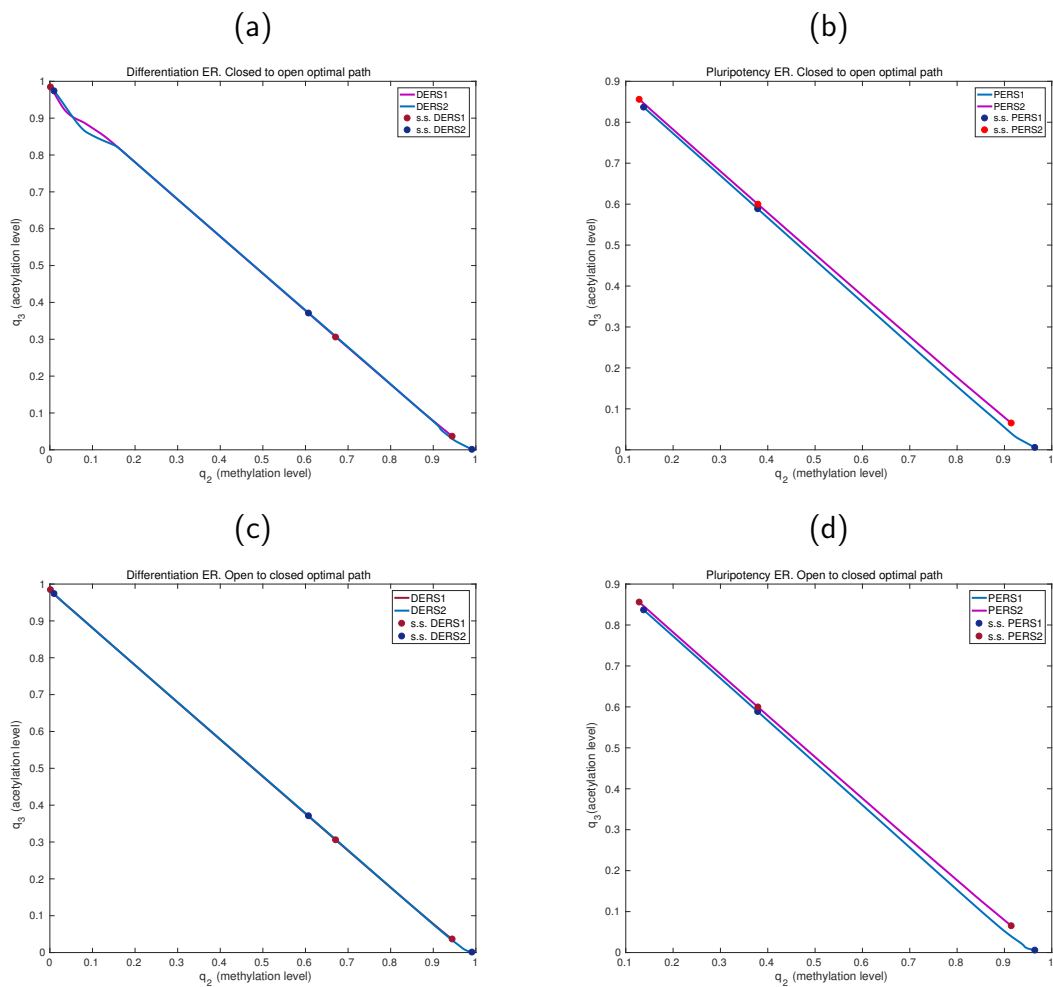 (a)
Differentiation ER. Closed to open optimal path
DERS1
DERS2
s.s. DERS1
s.s. DERS2
1
0.9
0.8
0.7
0.6
0.5
0.4
0.3
0.2
0.1
0
q3 (acetylation level)
0 0.1 0.2 0.3 0.4 0.5 0.6 0.7 0.8 0.9 1
q2 (methylation level)
(b)
Pluripotency ER. Closed to open optimal path
PERS1
PERS2
s.s. PERS1
s.s. PERS2
0.9
0.8
0.7
0.6
0.5
0.4
0.3
0.2
0.1
0
q3 (acetylation level)
0.1 0.2 0.3 0.4 0.5 0.6 0.7 0.8 0.9 1
q2 (methylation level)
(c)
Differentiation ER. Open to closed optimal path
DERS1
DERS2
s.s. DERS1
s.s. DERS2
1
0.9
0.8
0.7
0.6
0.5
0.4
0.3
0.2
0.1
0
q3 (acetylation level)
0 0.1 0.2 0.3 0.4 0.5 0.6 0.7 0.8 0.9 1
q2 (methylation level)
(d)
Pluripotency ER. Open to closed optimal path
PERS1
PERS2
s.s. PERS1
s.s. PERS2
0.9
0.8
0.7
0.6
0.5
0.4
0.3
0.2
0.1
0
q3(acetylation level)
0.1 0.2 0.3 0.4 0.5 0.6 0.7 0.8 0.9 1
q2 (methylation level)